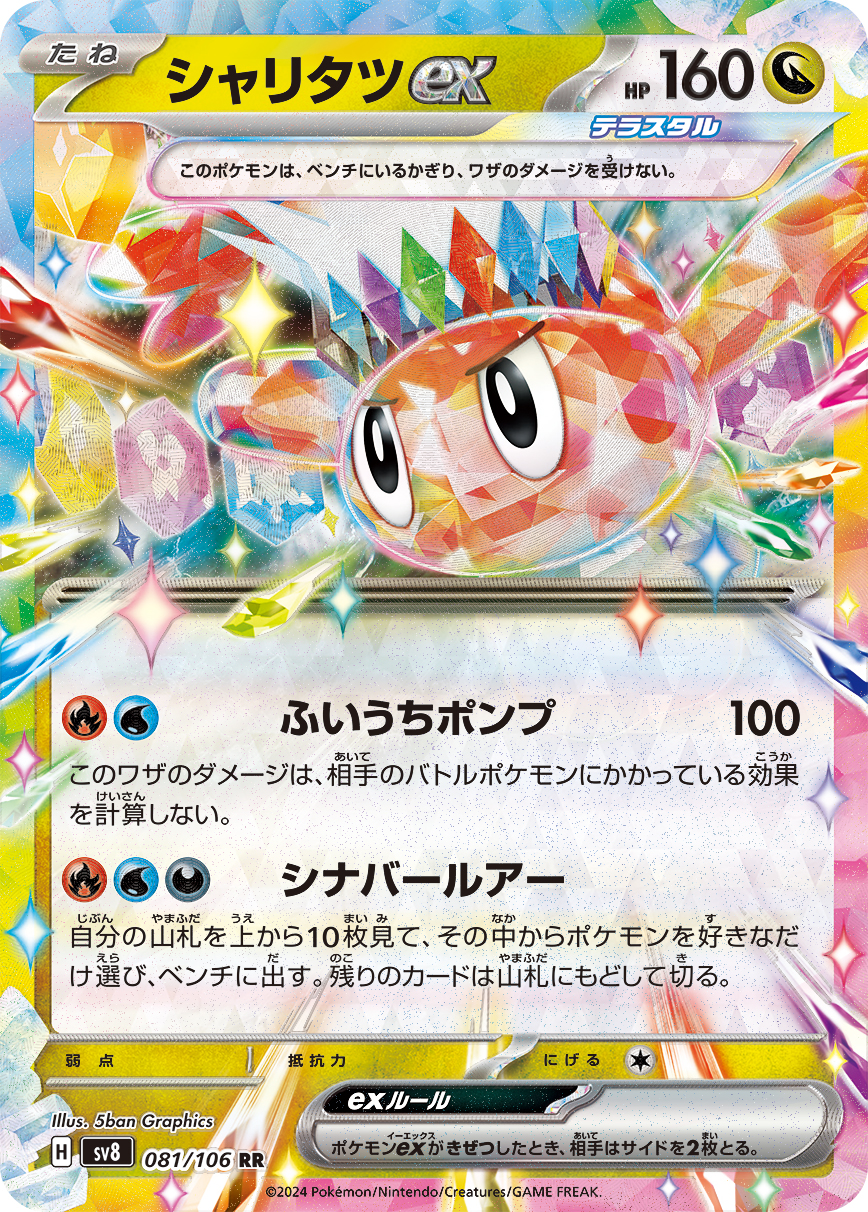 たね
シャリタツex
HP 160
テラスタル
このポケモンは、ベンチにいるかぎり、ワザのダメージを受けない。
ふいうちポンプ 100
このワザのダメージは、相手のバトルポケモンにかかっている効果
を計算しない。
シナバールアー
自分の山札を上から10枚見て、その中からポケモンを好きなだ
け選び、ベンチに出す。残りのカードは山札にもどして切る。
弱点 抵抗力 にげる
exルール
ポケモンexがきぜつしたとき、相手はサイドを2枚とる。
Illus. 5ban Graphics
H sv8 081/106 RR
©2024 Pokémon/Nintendo/Creatures/GAME FREAK.